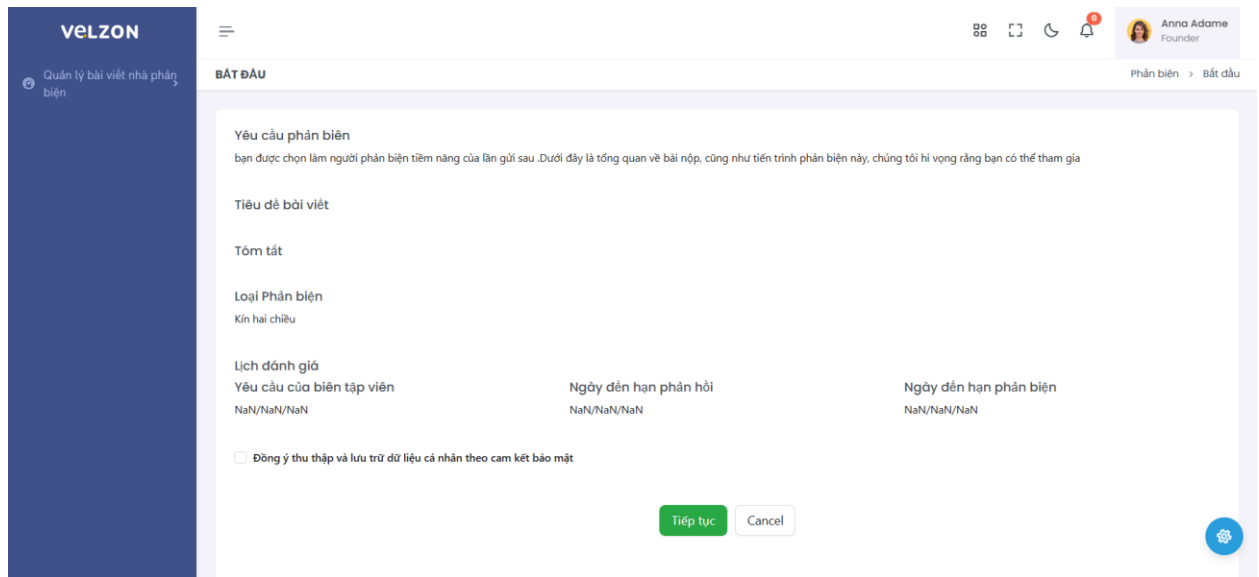 VELZON
0
Anna Adame
Founder
Quản lý bài viết nhà phản
biện
BẮT ĐẦU
Phản biện > Bắt đầu
Yêu cầu phản biên
bạn được chọn làm người phản biện tiềm năng của lần gửi sau .Dưới đây là tổng quan về bài nộp, cũng như tiến trình phản biện này, chúng tôi hi vọng rằng bạn có thể tham gia
Tiêu đề bài viết
Tóm tắt
Loại Phản biện
Kín hai chiều
Lịch đánh giá
Yêu cầu của biên tập viên
Ngày đến hạn phản hồi
Ngày đến hạn phản biện
NaN/NaN/NaN
NaN/NaN/NaN
NaN/NaN/NaN
Đồng ý thu thập và lưu trữ dữ liệu cá nhân theo cam kết bảo mật
Tiếp tục
Cancel